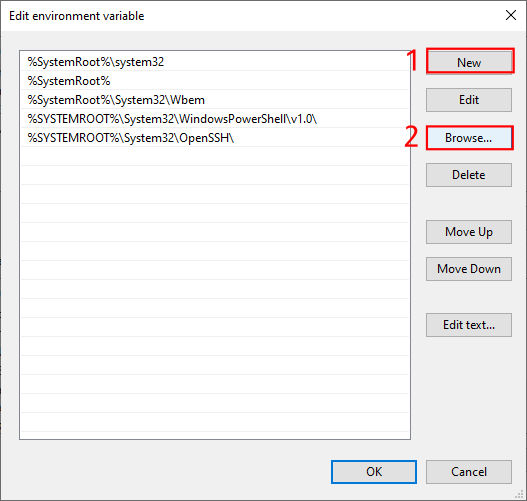 Edit environment variable
%SystemRoot%\system32
%SystemRoot%
%SystemRoot%\System32\Wbem
%SYSTEMROOT%\System32\WindowsPowerShell\v1.0\
%SYSTEMROOT%\System32\OpenSSH\
1
New
Edit
2
Browse...
Delete
Move Up
Move Down
Edit text...
OK
Cancel